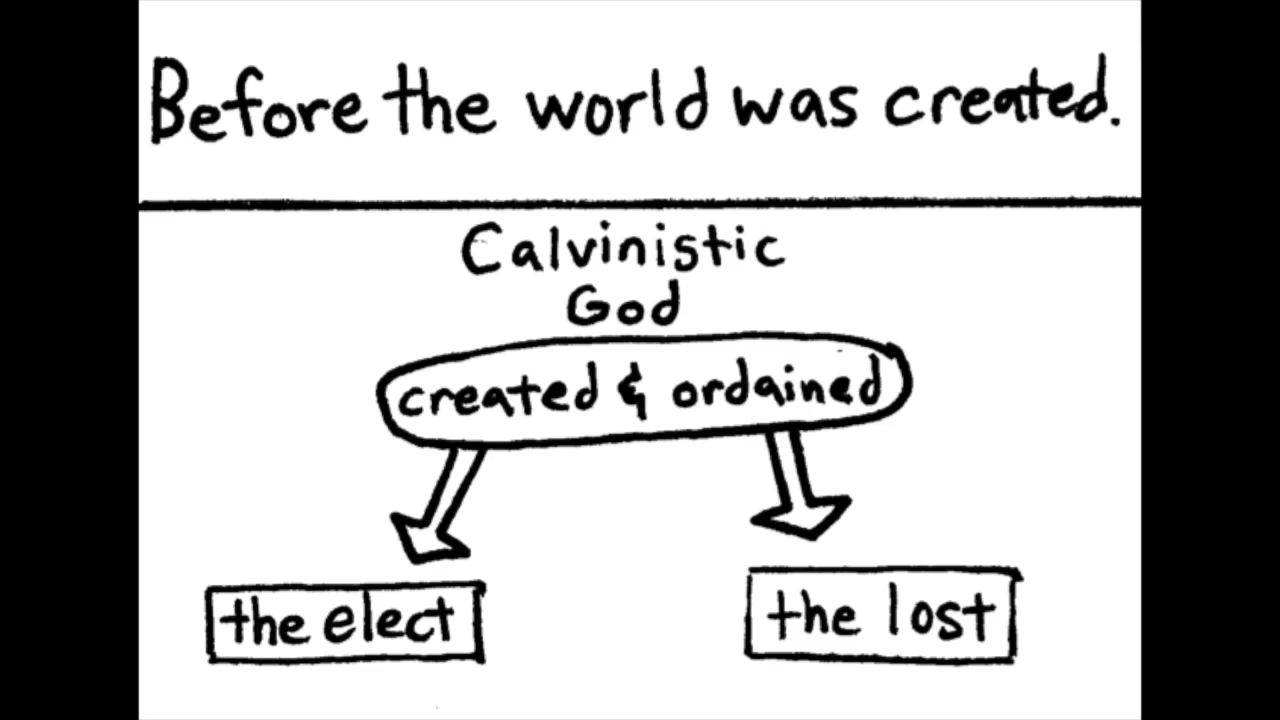 Before the world was created.
Calvinistic
God
created & ordained
the elect
the lost